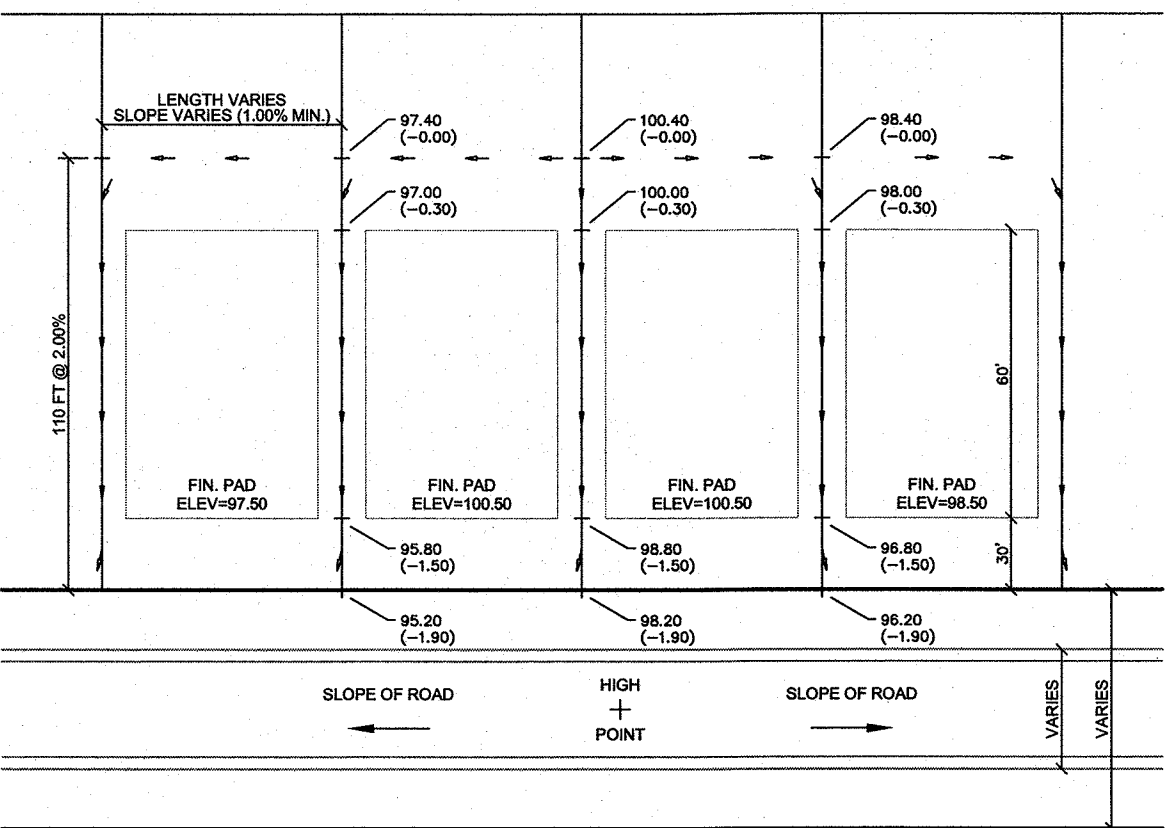 LENGTH VARIES
SLOPE VARIES (1.00% MIN.)
97.40
(−0.00)
100.40
(−0.00)
98.40
(−0.00)
97.00
(−0.30)
100.00
(−0.30)
98.00
(−0.30)
110 FT @ 2.00%
60'
FIN. PAD
ELEV=97.50
FIN. PAD
ELEV=100.50
FIN. PAD
ELEV=100.50
FIN. PAD
ELEV=98.50
95.80
(−1.50)
98.80
(−1.50)
96.80
(−1.50)
30'
95.20
(−1.90)
98.20
(−1.90)
96.20
(−1.90)
SLOPE OF ROAD
HIGH
POINT
SLOPE OF ROAD
VARIES
VARIES